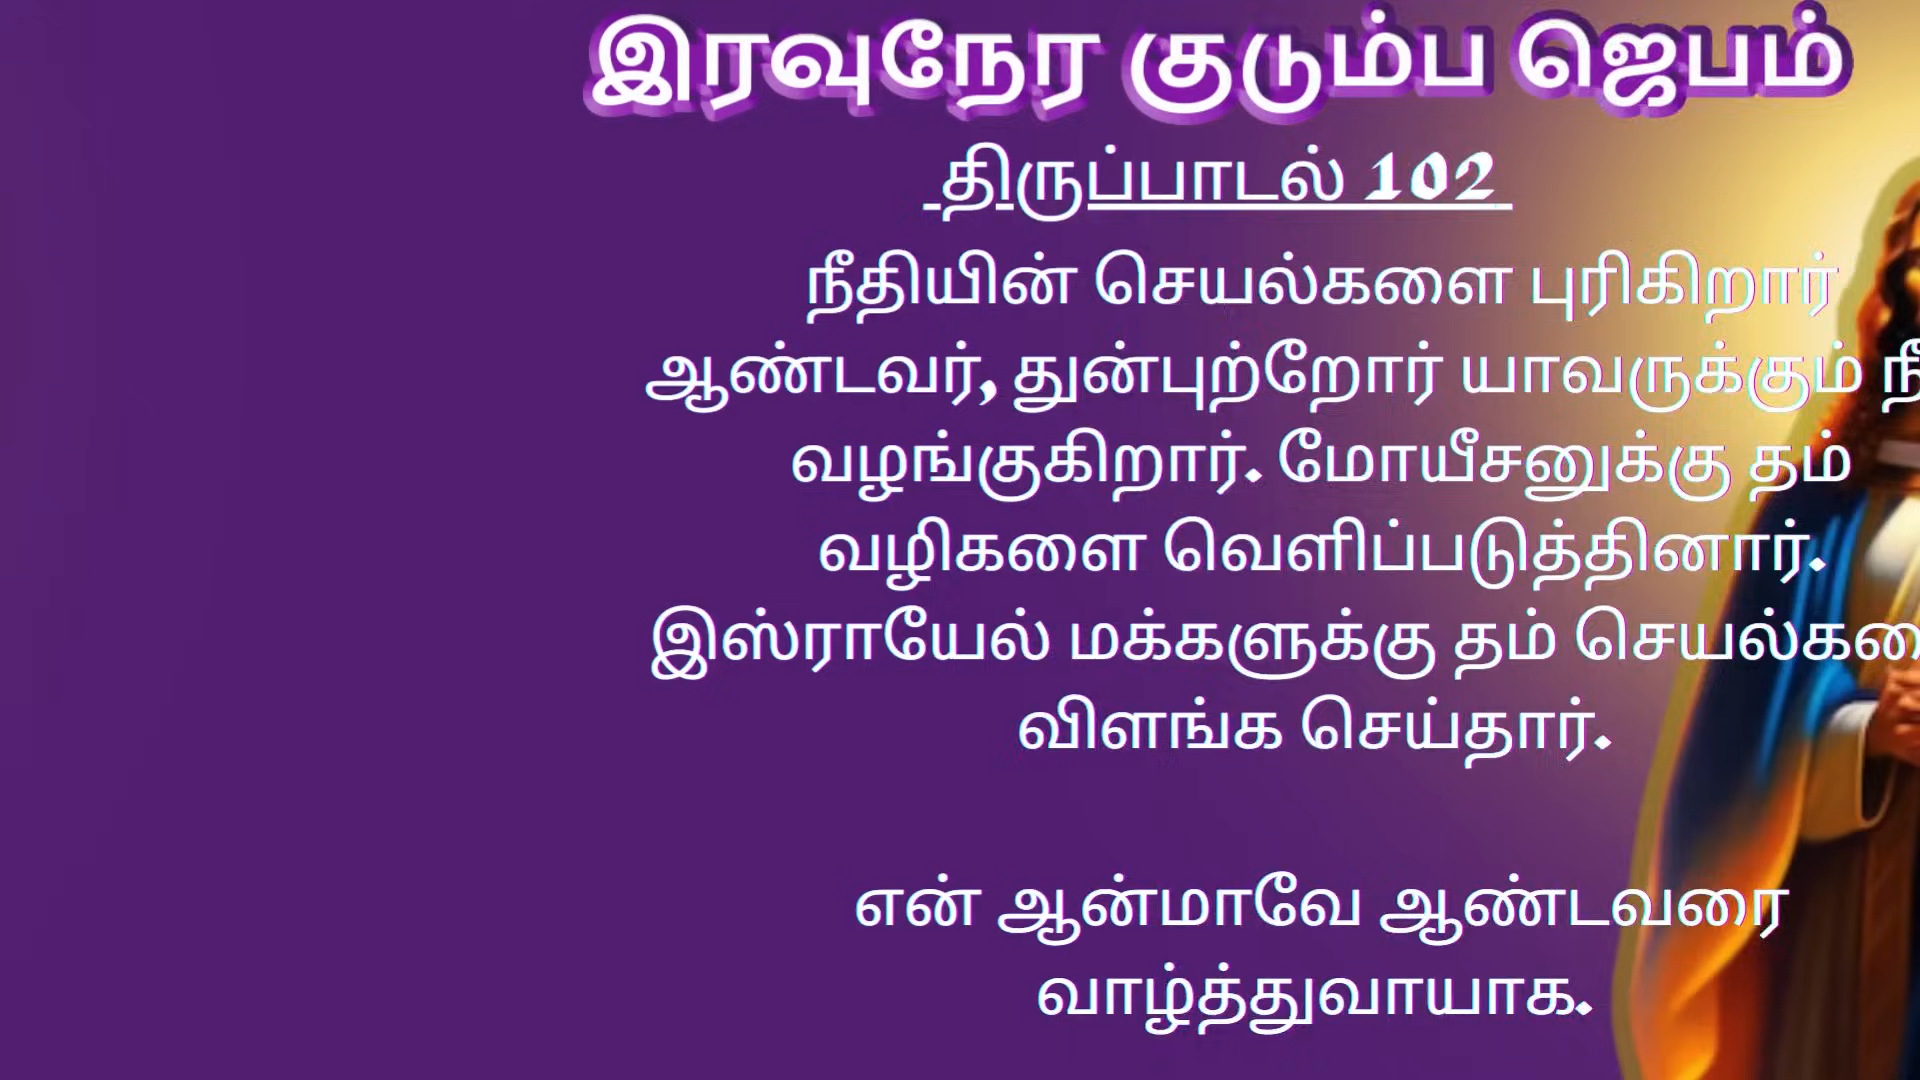 இரவுநேர குடும்ப ஜெபம்
திருப்பாடல் 102
நீதியின் செயல்களை புரிகிறார்
ஆண்டவர், துன்புற்றோர் யாவருக்கும்
வழங்குகிறார். மோயீசனுக்கு தம்
வழிகளை வெளிப்படுத்தினார்.
இஸ்ராயேல் மக்களுக்கு தம்
விளங்க செய்தார்.
என் ஆன்மாவே ஆண்டவரை
வாழ்த்துவாயாக.